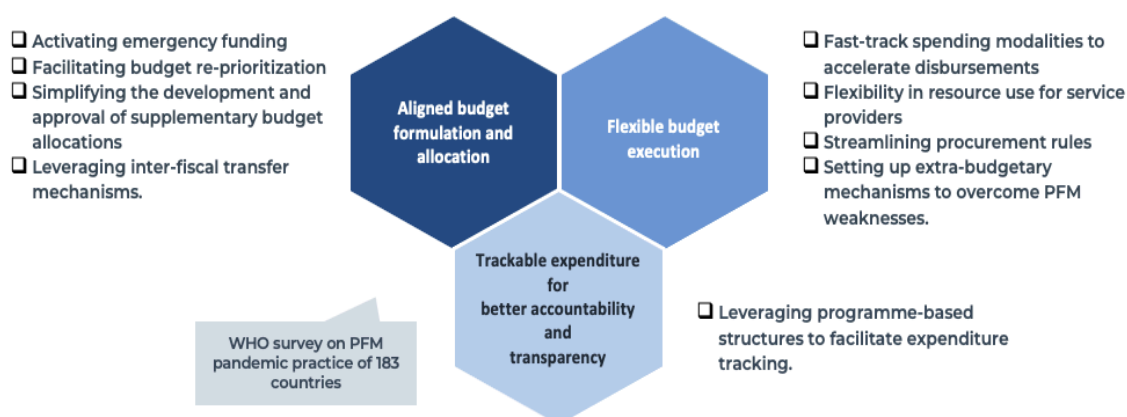 ❑ Activating emergency funding
❑ Facilitating budget re-prioritization
❑ Simplifying the development and
approval of supplementary budget
allocations
❑ Leveraging inter-fiscal transfer
mechanisms.
Aligned budget
formulation and
allocation
Flexible budget
execution
❑ Fast-track spending modalities to
accelerate disbursements
❑ Flexibility in resource use for service
providers
❑ Streamlining procurement rules
❑ Setting up extra-budgetary
mechanisms to overcome PFM
weaknesses.
Trackable expenditure
for
better accountability
and
transparency
WHO survey on PFM
pandemic practice of 183
countries
❑ Leveraging programme-based
structures to facilitate expenditure
tracking.